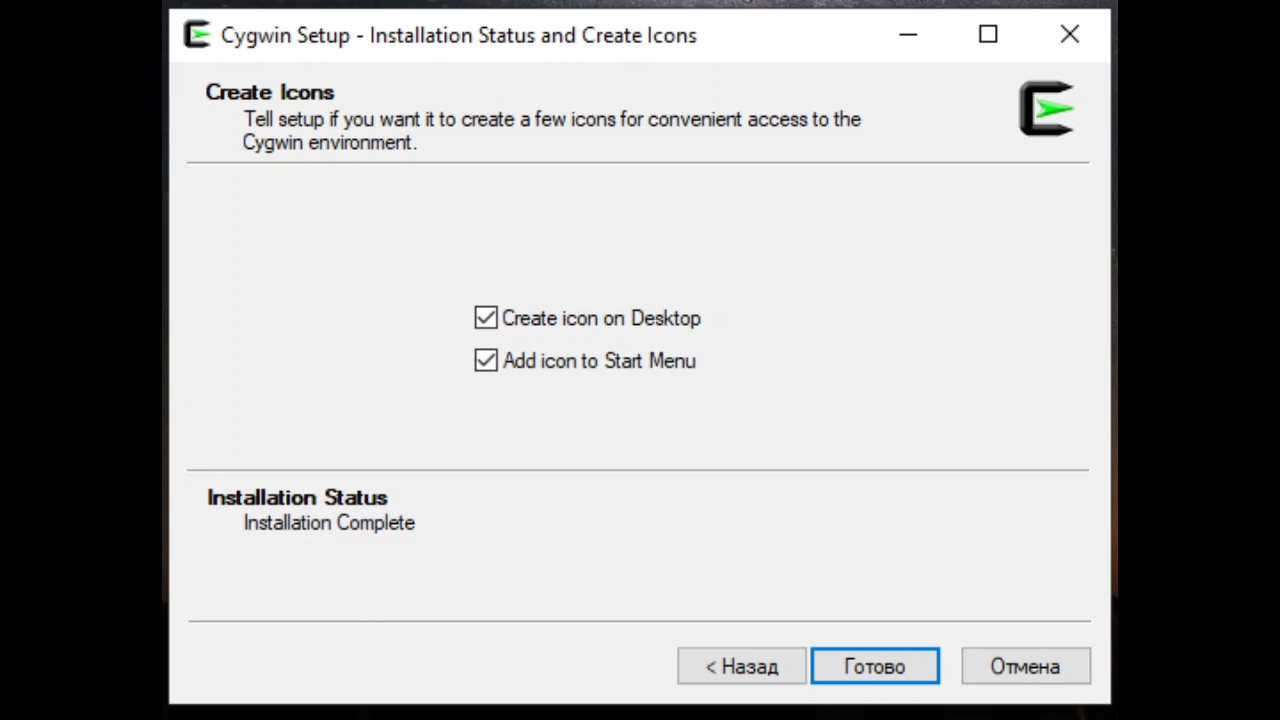 Cygwin Setup - Installation Status and Create Icons
Create Icons
Tell setup if you want it to create a few icons for convenient access to the
Cygwin environment.
Create icon on Desktop
Add icon to Start Menu
Installation Status
Installation Complete
< Назад
Готово
Отмена